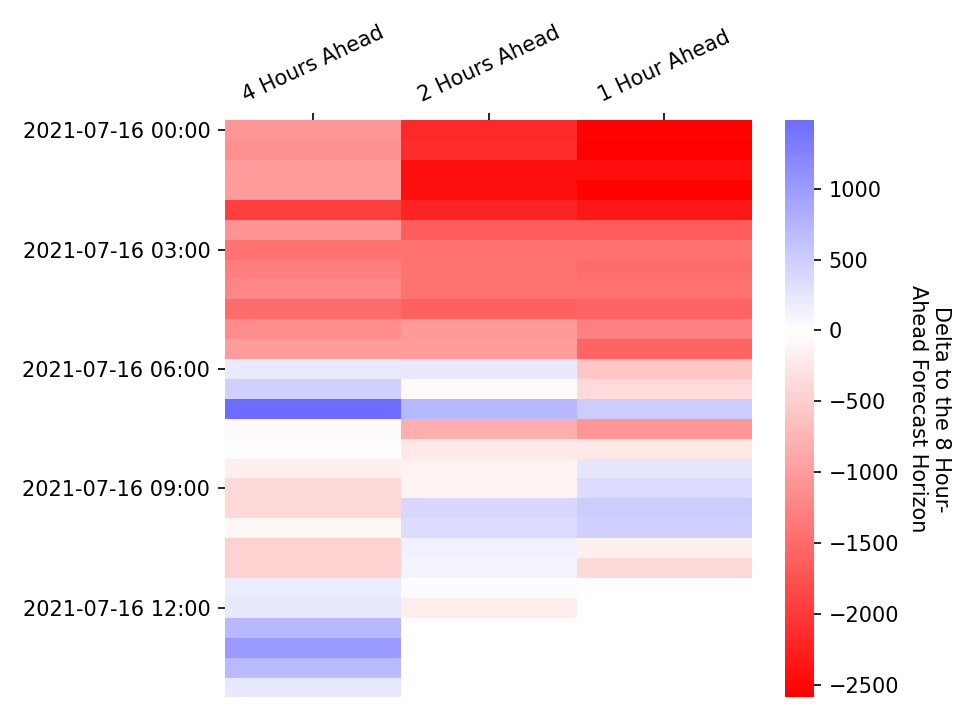 4 Hours Ahead
2 Hours Ahead
1 Hour Ahead
2021-07-16 00:00
2021-07-16 03:00
2021-07-16 06:00
2021-07-16 09:00
2021-07-16 12:00
1000
500
0
−500
−1000
−1500
−2000
−2500
Delta to the 8 Hour-
Ahead Forecast Horizon